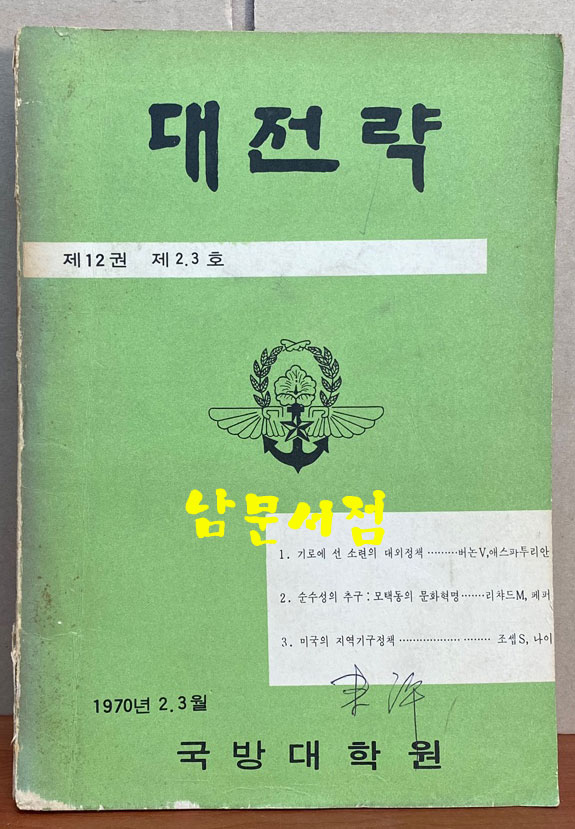 대전략
제12권 제2.3호
남문서점
1. 기로에 선 소련의 대외정책 ·········버논V,애스파투리안
2. 순수성의 추구 : 모택동의 문화혁명·······리챠드M, 페퍼
3. 미국의 지역기구정책 ·················· ········ 조셉S, 나이
1970년 2.3월
국방대학원